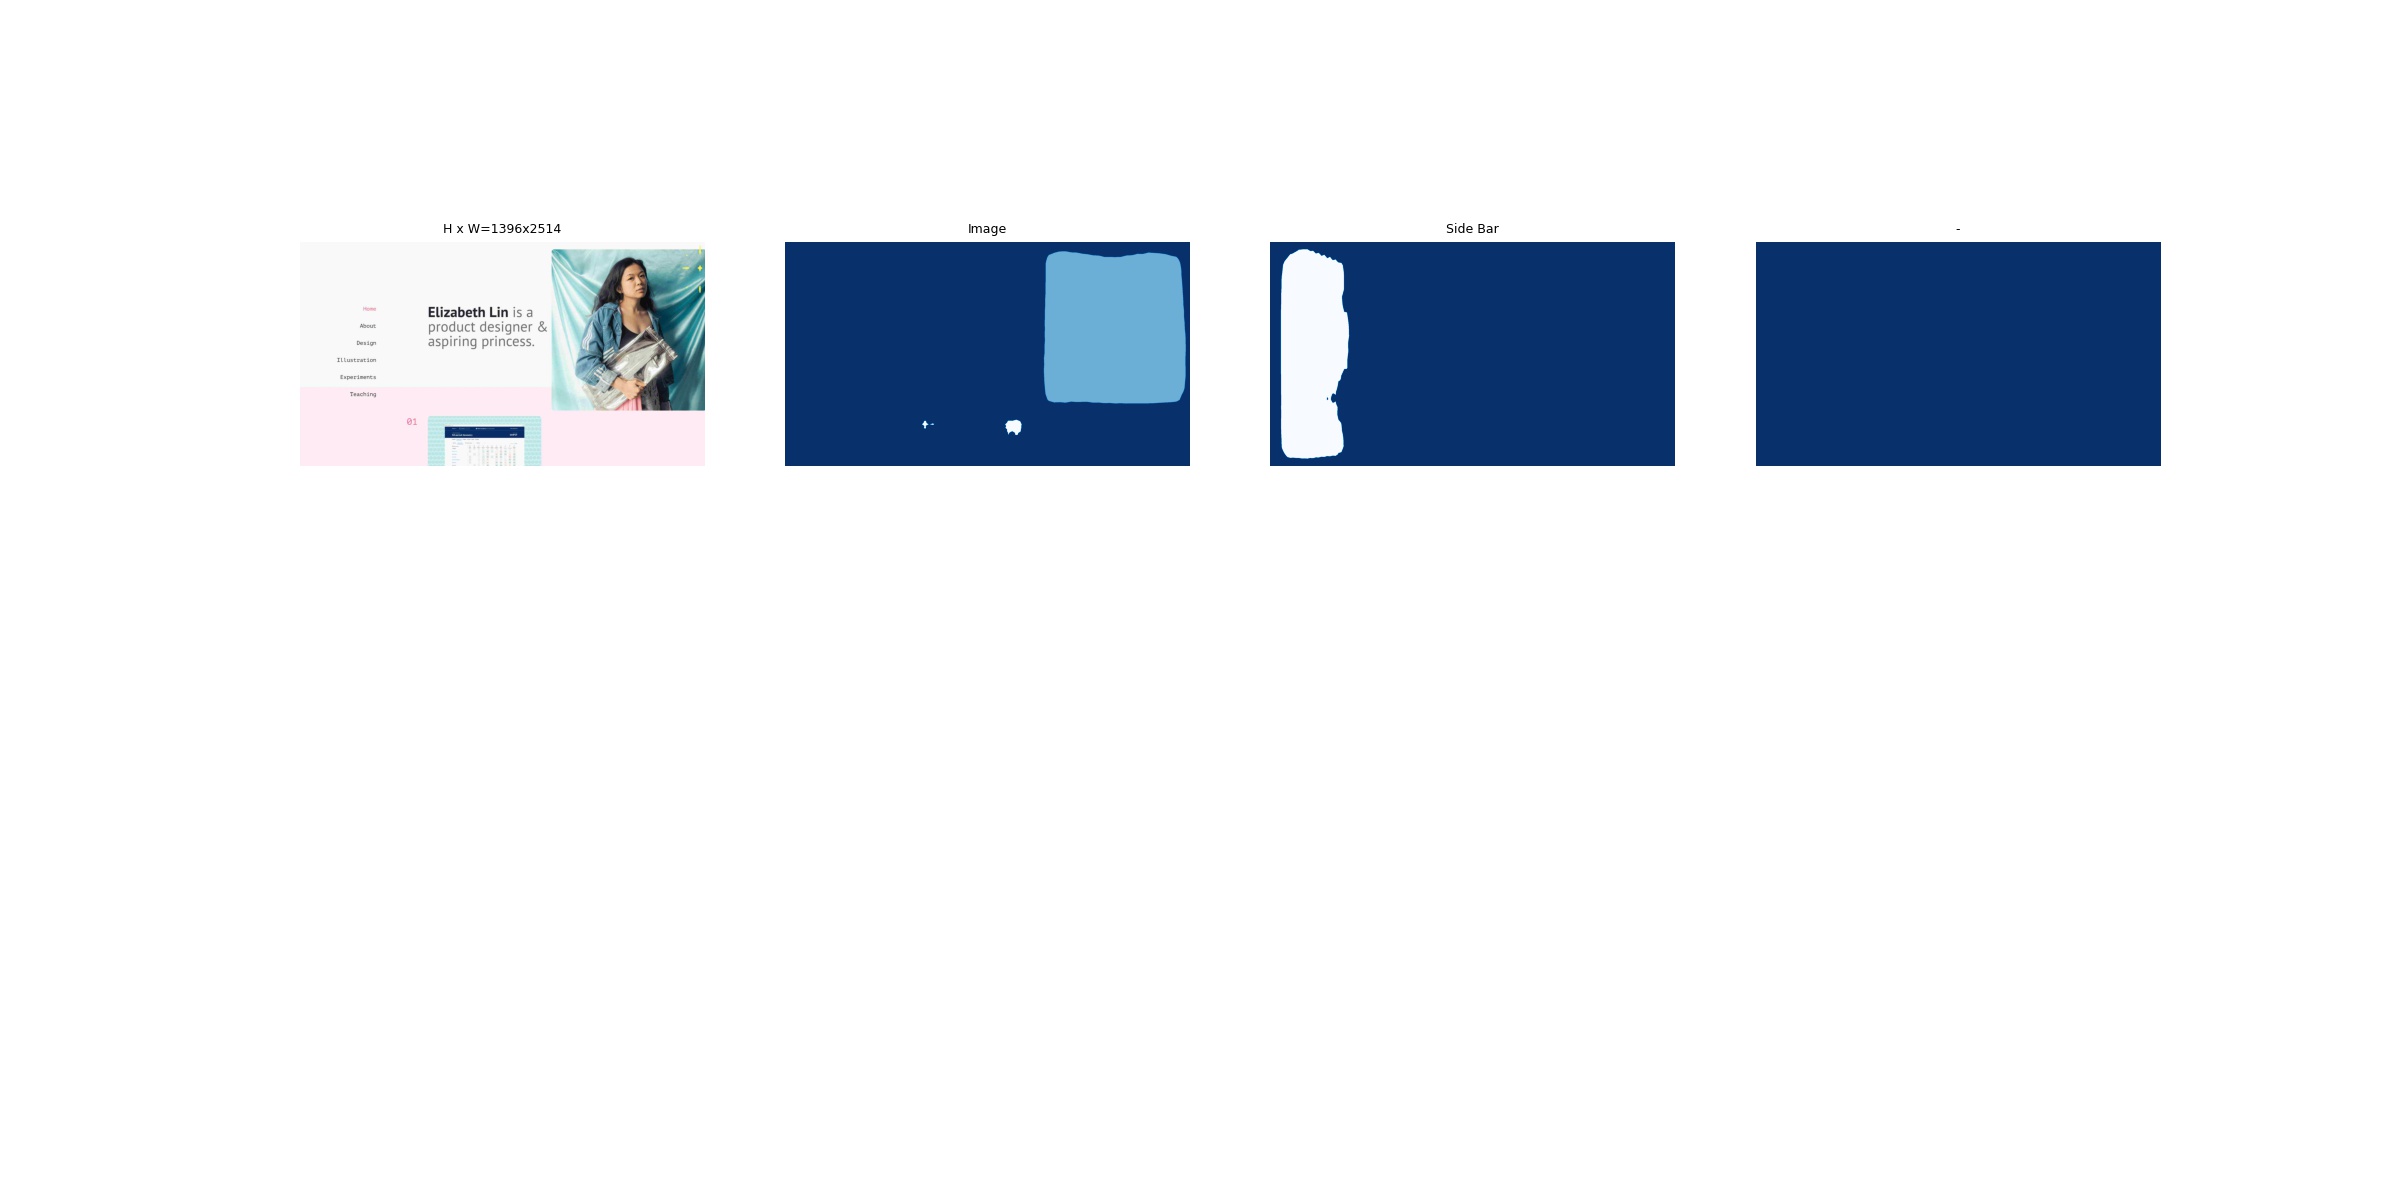 H x W=1396x2514
Image
Side Bar
-
Home
About
Design
Illustration
Experiments
Teaching
Elizabeth Lin is a
product designer &
aspiring princess.
01